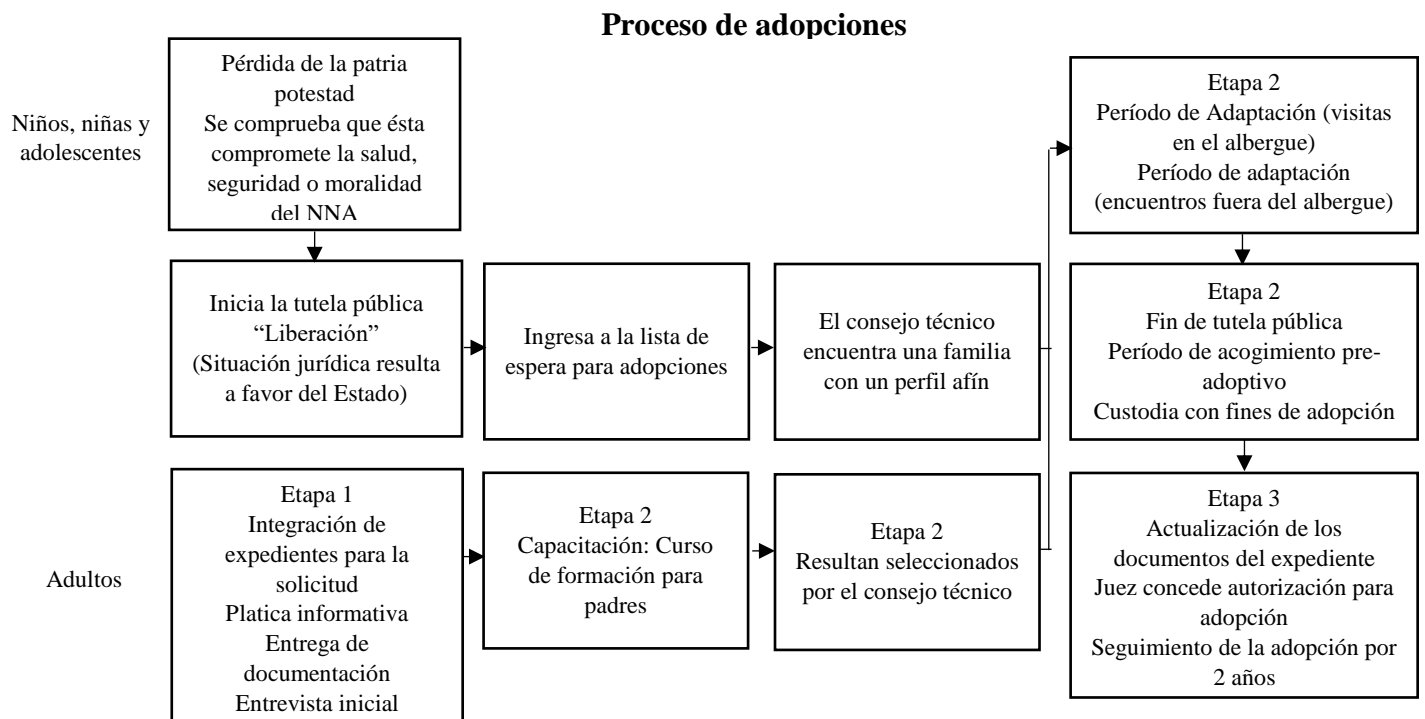 Proceso de adopciones
Niños, niñas y
adolescentes
Pérdida de la patria
potestad
Se comprueba que ésta
compromete la salud,
seguridad o moralidad
del NNA
Inicia la tutela pública
“Liberación”
(Situación jurídica resulta
a favor del Estado)
Ingresa a la lista de
espera para adopciones
El consejo técnico
encuentra una familia
con un perfil afín
Adultos
Etapa 1
Integración de
expedientes para la
solicitud
Platica informativa
Entrega de
documentación
Entrevista inicial
Etapa 2
Capacitación: Curso
de formación para
padres
Etapa 2
Resultan seleccionados
por el consejo técnico
Etapa 2
Período de Adaptación (visitas
en el albergue)
Período de adaptación
(encuentros fuera del albergue)
Etapa 2
Fin de tutela pública
Período de acogimiento pre-
adoptivo
Custodia con fines de adopción
Etapa 3
Actualización de los
documentos del expediente
Juez concede autorización para
adopción
Seguimiento de la adopción por
2 años